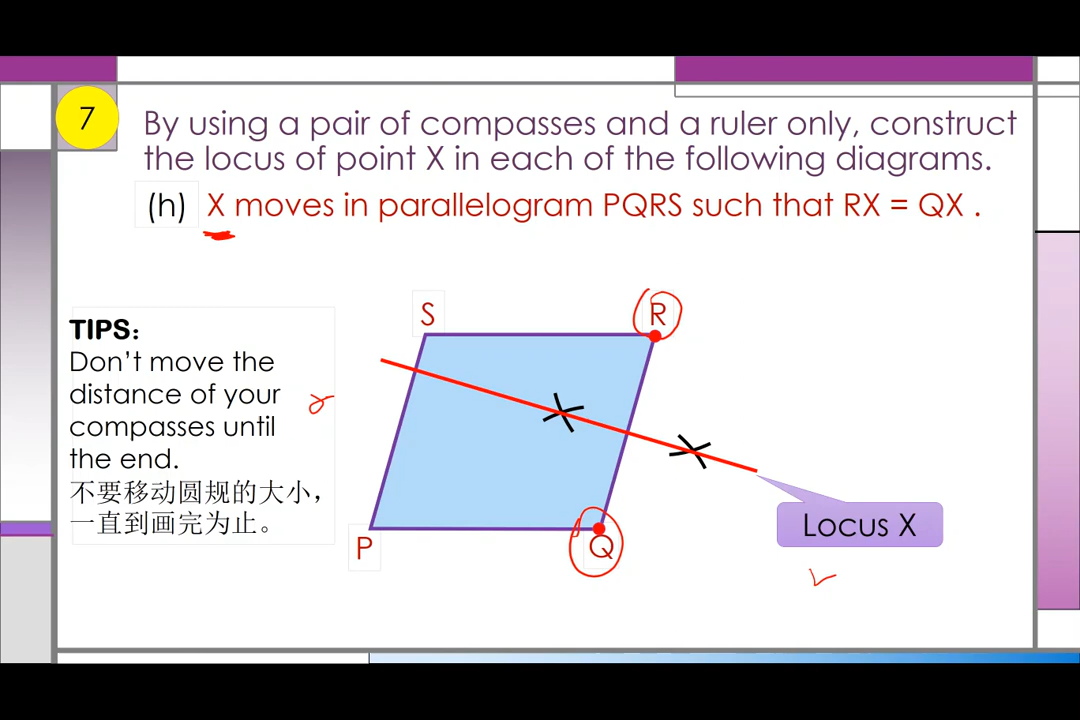 7
By using a pair of compasses and a ruler only, construct
the locus of point X in each of the following diagrams.
(h) X moves in parallelogram PQRS such that RX = QX .
S
R
TIPS:
Don’t move the
distance of your
compasses until
the end.
不要移动圆规的大小，
一直到画完为止。
Locus X
P
Q